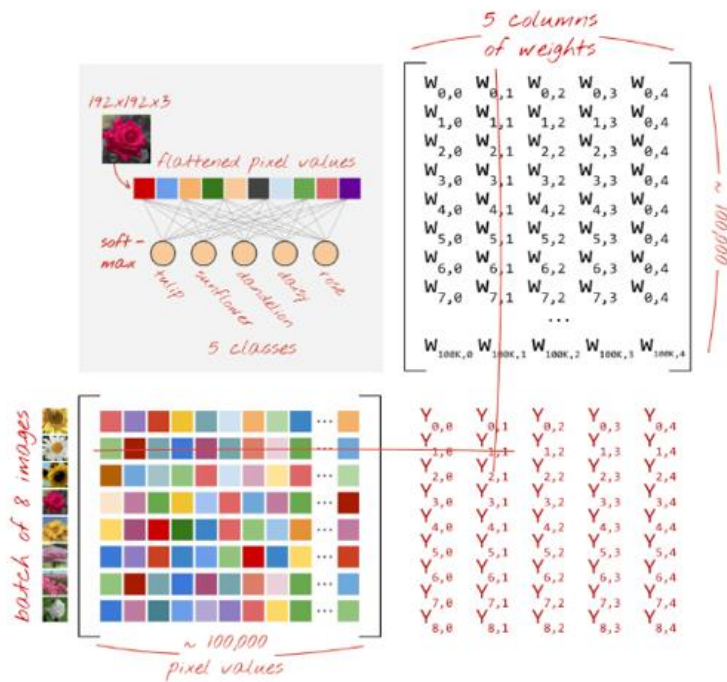 5 columns
of weights
192x192x3
flattened pixel values
soft-
max
tulip
sunflower
dandelion
daisy
rose
5 classes
W0,0 W0,1 W0,2 W0,3 W0,4
W1,0 W1,1 W1,2 W1,3 W0,4
W2,0 W2,1 W2,2 W2,3 W0,4
W3,0 W3,1 W3,2 W3,3 W0,4
W4,0 W4,1 W4,2 W4,3 W0,4
W5,0 W5,1 W5,2 W5,3 W0,4
W6,0 W6,1 W6,2 W6,3 W0,4
W7,0 W7,1 W7,2 W7,3 W0,4
...
W100K,0 W100K,1 W100K,2 W100K,3 W100K,4
~ 100,000
batch of 8 images
...
...
...
...
...
...
...
...
~ 100,000
pixel values
Y0,0 Y0,1 Y0,2 Y0,3 Y0,4
Y1,0 Y1,1 Y1,2 Y1,3 Y1,4
Y2,0 Y2,1 Y2,2 Y2,3 Y2,4
Y3,0 Y3,1 Y3,2 Y3,3 Y3,4
Y4,0 Y4,1 Y4,2 Y4,3 Y4,4
Y5,0 Y5,1 Y5,2 Y5,3 Y5,4
Y6,0 Y6,1 Y6,2 Y6,3 Y6,4
Y7,0 Y7,1 Y7,2 Y7,3 Y7,4
Y8,0 Y8,1 Y8,2 Y8,3 Y8,4